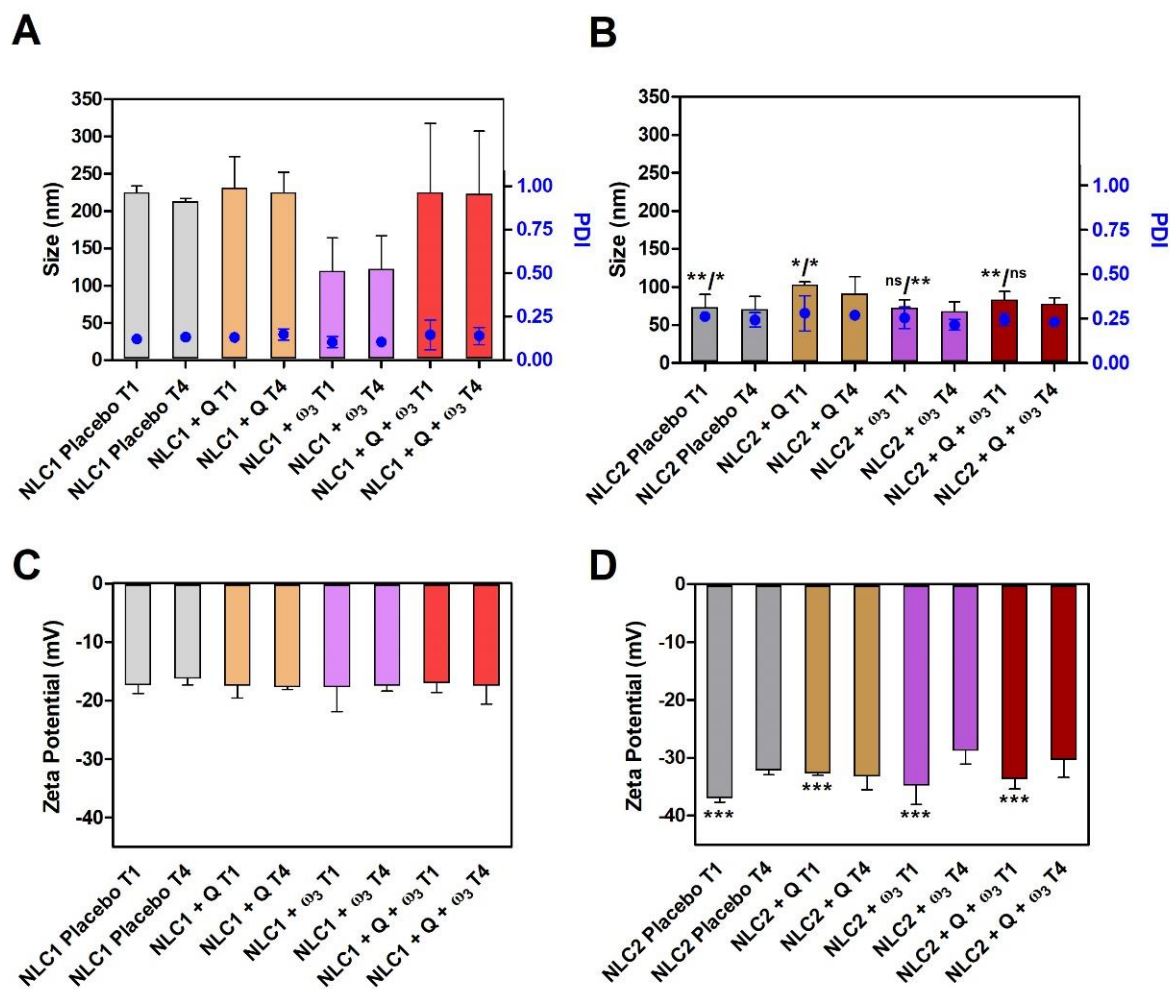 A
Size (nm)
350
300
250
200
150
100
50
0
PDI
1.00
0.75
0.50
0.25
0.00
NLC1 Placebo T1
NLC1 Placebo T4
NLC1 + Q T1
NLC1 + Q T4
NLC1 + ω₃ T1
NLC1 + ω₃ T4
NLC1 + Q + ω₃ T1
NLC1 + Q + ω₃ T4
B
Size (nm)
350
300
250
200
150
100
50
0
**/*
*/*
ns/**
**/ns
PDI
1.00
0.75
0.50
0.25
0.00
NLC2 Placebo T1
NLC2 Placebo T4
NLC2 + Q T1
NLC2 + Q T4
NLC2 + ω₃ T1
NLC2 + ω₃ T4
NLC2 + Q + ω₃ T1
NLC2 + Q + ω₃ T4
C
Zeta Potential (mV)
0
-10
-20
-30
-40
NLC1 Placebo T1
NLC1 Placebo T4
NLC1 + Q T1
NLC1 + Q T4
NLC1 + ω₃ T1
NLC1 + ω₃ T4
NLC1 + Q + ω₃ T1
NLC1 + Q + ω₃ T4
D
Zeta Potential (mV)
0
-10
-20
-30
-40
***
***
***
***
NLC2 Placebo T1
NLC2 Placebo T4
NLC2 + Q T1
NLC2 + Q T4
NLC2 + ω₃ T1
NLC2 + ω₃ T4
NLC2 + Q + ω₃ T1
NLC2 + Q + ω₃ T4